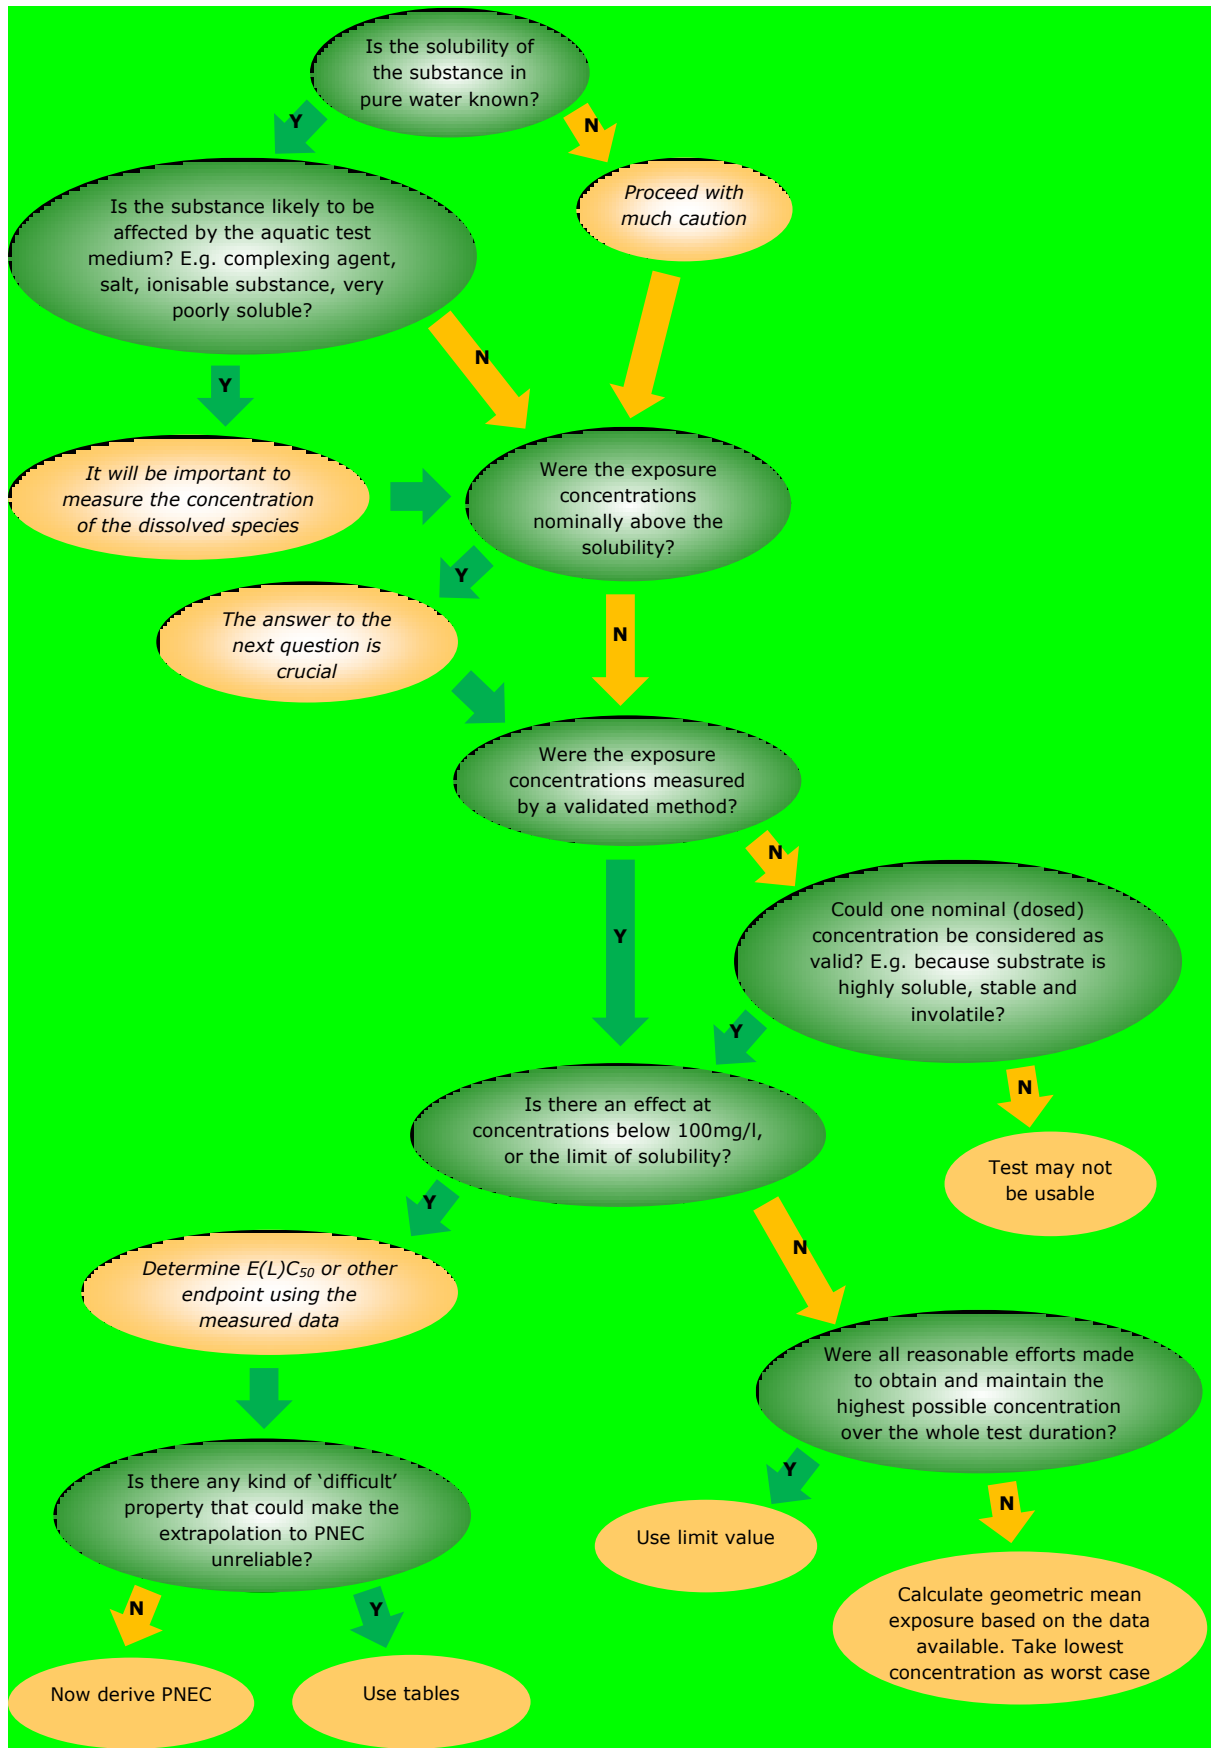 Is the solubility of
the substance in
pure water known?
Y
N
Is the substance likely to be
affected by the aquatic test
medium? E.g. complexing agent,
salt, ionisable substance, very
poorly soluble?
Proceed with
much caution
N
Y
It will be important to
measure the concentration
of the dissolved species
Were the exposure
concentrations
nominally above the
solubility?
Y
The answer to the
next question is
crucial
N
Were the exposure
concentrations measured
by a validated method?
N
Y
Could one nominal (dosed)
concentration be considered as
valid? E.g. because substrate is
highly soluble, stable and
involatile?
Y
N
Is there an effect at
concentrations below 100mg/l,
or the limit of solubility?
Test may not
be usable
Y
N
Determine E(L)C₅₀ or other
endpoint using the
measured data
Were all reasonable efforts made
to obtain and maintain the
highest possible concentration
over the whole test duration?
Y
N
Is there any kind of ‘difficult’
property that could make the
extrapolation to PNEC
unreliable?
Use limit value
Calculate geometric mean
exposure based on the data
available. Take lowest
concentration as worst case
N
Y
Now derive PNEC
Use tables